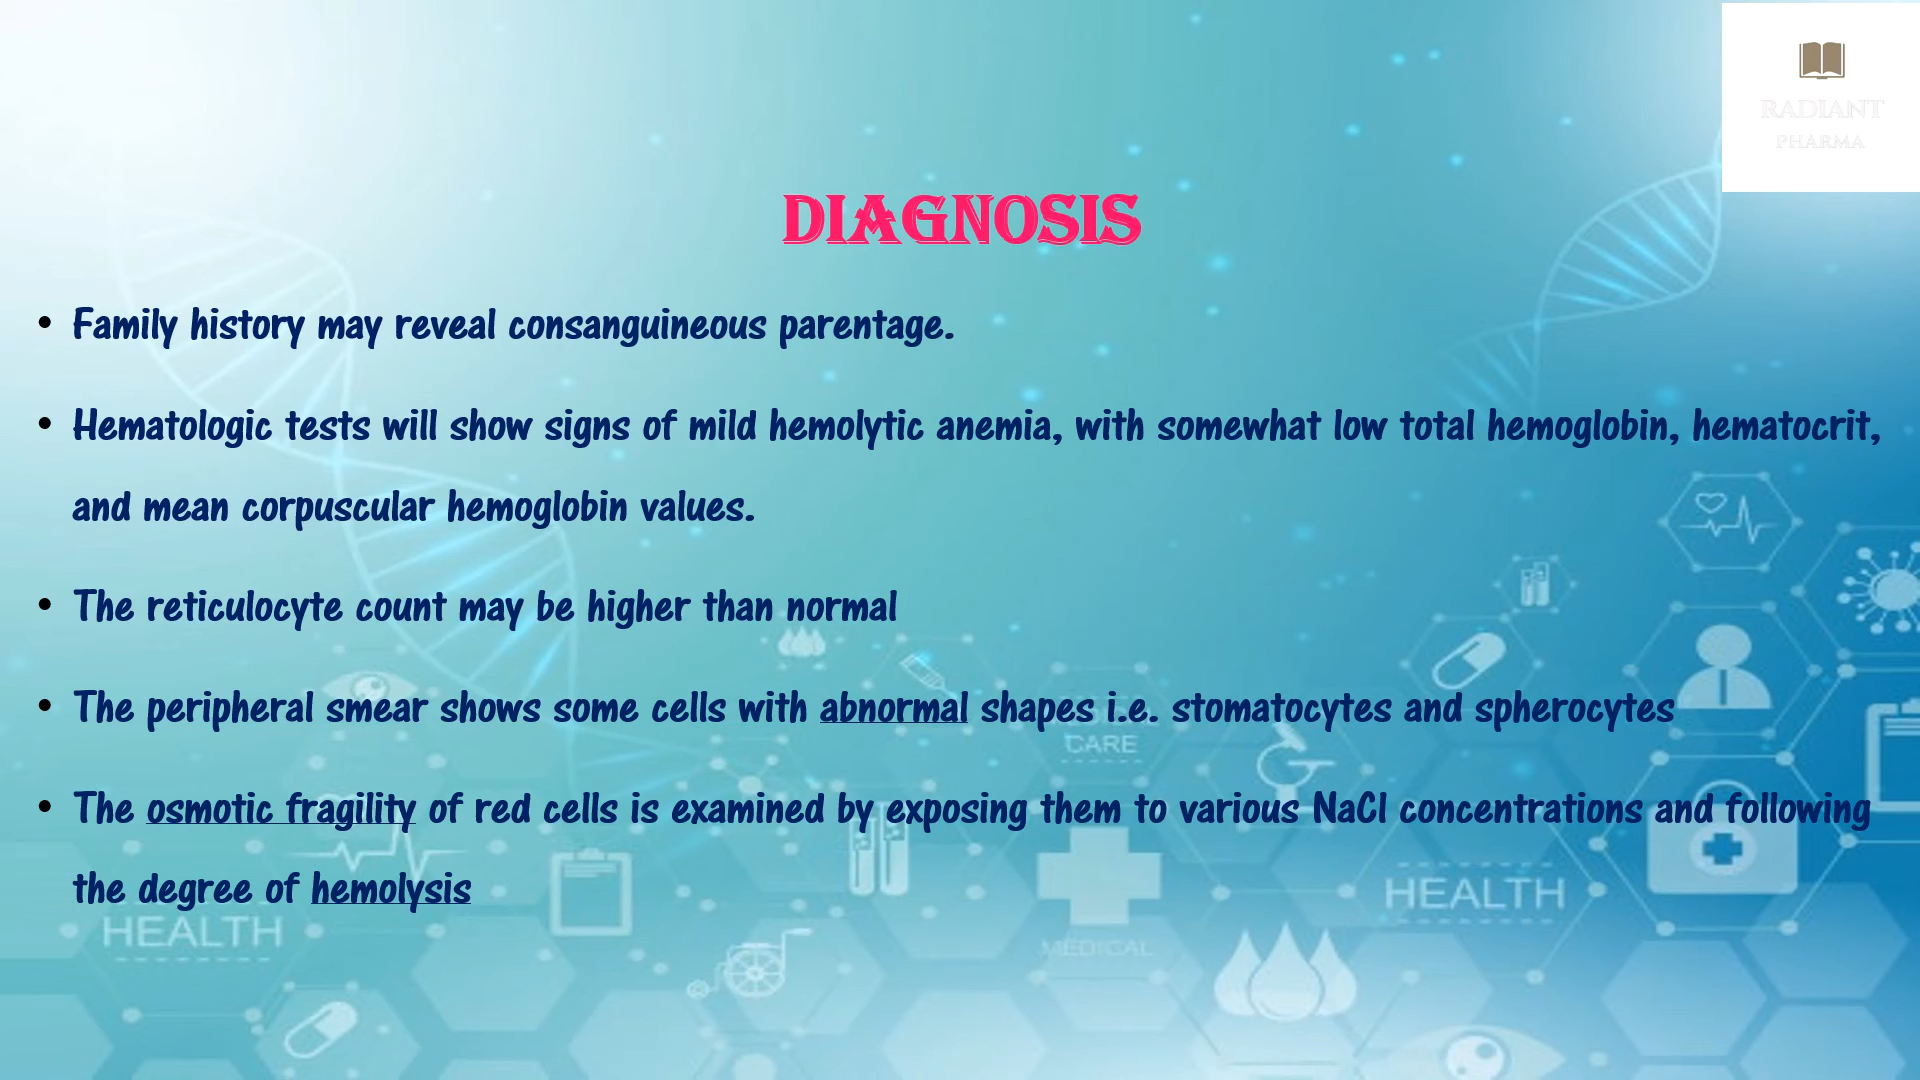 RADIANT
PHARMA
DIAGNOSIS
• Family history may reveal consanguineous parentage.
• Hematologic tests will show signs of mild hemolytic anemia, with somewhat low total hemoglobin, hematocrit,
and mean corpuscular hemoglobin values.
• The reticulocyte count may be higher than normal
• The peripheral smear shows some cells with abnormal shapes i.e. stomatocytes and spherocytes
CARE
• The osmotic fragility of red cells is examined by exposing them to various NaCl concentrations and following
the degree of hemolysis
HEALTH
HEALTH
MEDICAL